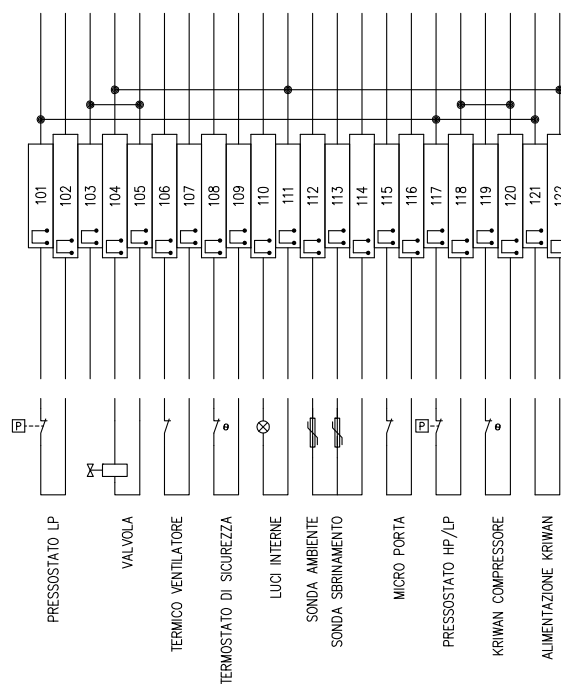 101
102
103
104
105
106
107
108
109
110
111
112
113
114
115
116
117
118
119
120
121
122
P
θ
P
θ
PRESSOSTATO LP
VALVOLA
TERMICO VENTILATORE
TERMOSTATO DI SICUREZZA
LUCI INTERNE
SONDA AMBIENTE
SONDA SBRINAMENTO
MICRO PORTA
PRESSOSTATO HP/LP
KRIWAN COMPRESSORE
ALIMENTAZIONE KRIWAN